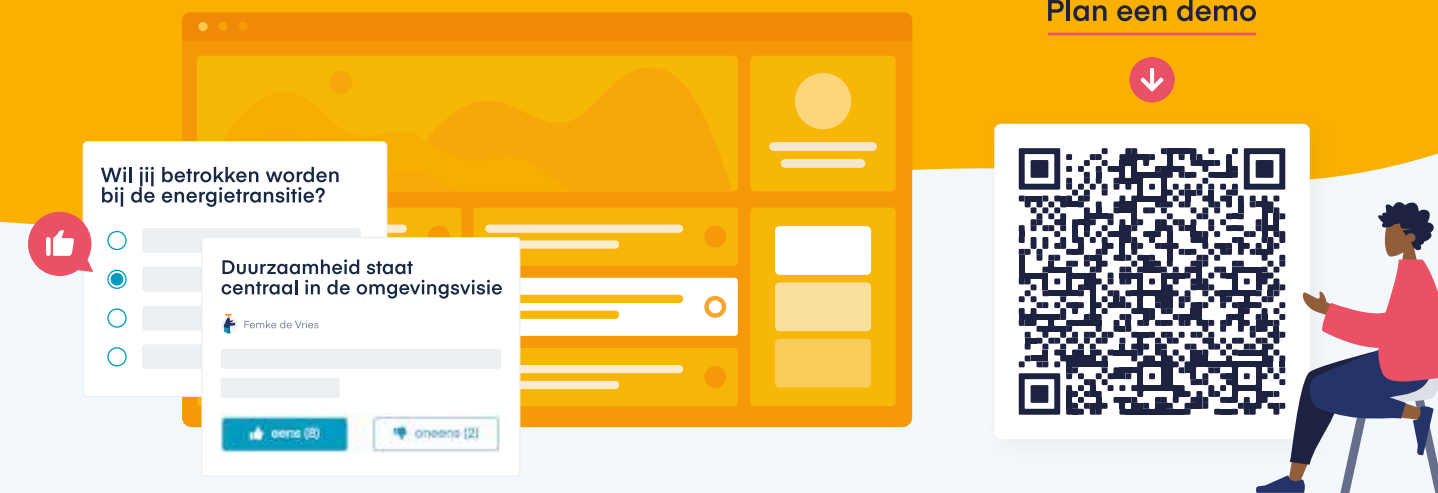 Plan een demo
Wil jij betrokken worden
bij de energietransitie?
Duurzaamheid staat
centraal in de omgevingsvisie
Femke de Vries
eens (8)
oneens (2)